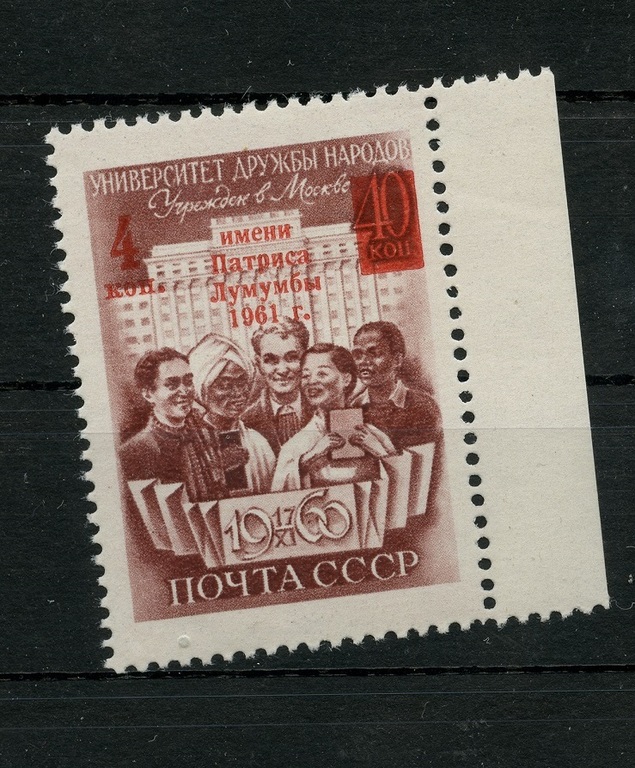 УНИВЕРСИТЕТ ДРУЖБЫ НАРОДОВ
Учрежден в Москве
4
коп.
имени
Патриса
Лумумбы
1961 г.
40
КОП
19 17/XI 60
ПОЧТА СССР